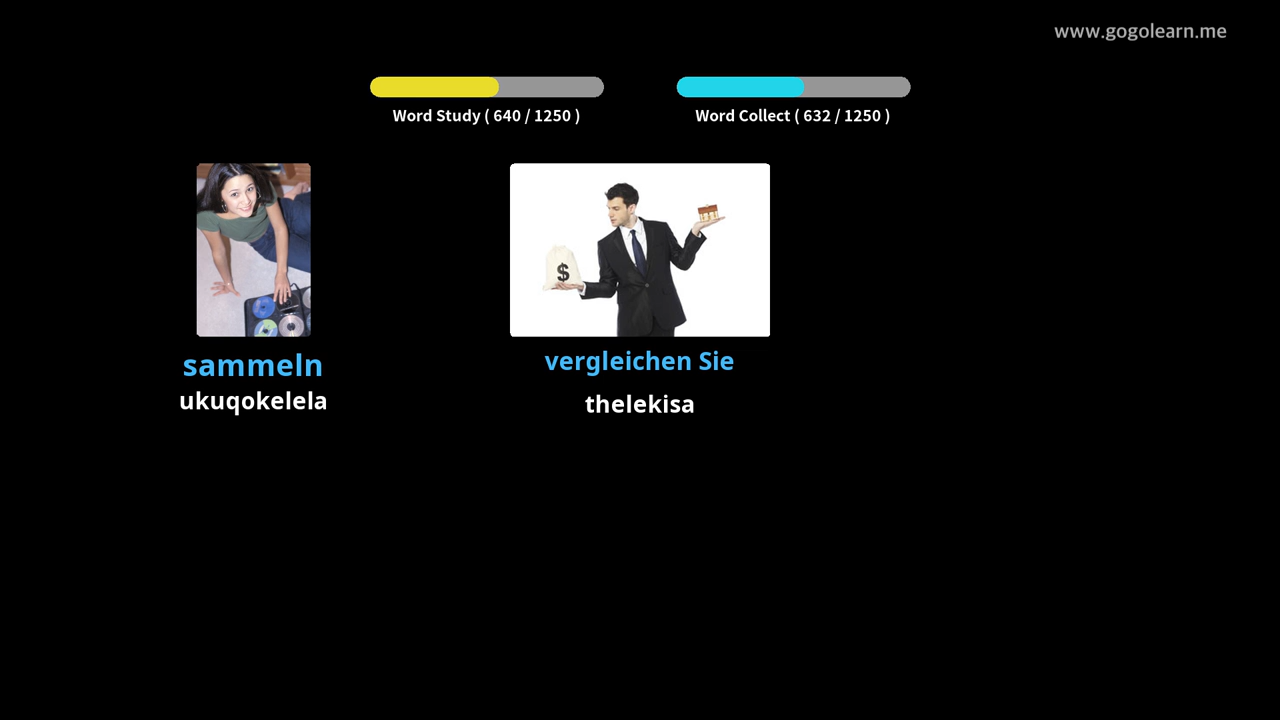 www.gogolearn.me
Word Study ( 640 / 1250 )
Word Collect ( 632 / 1250 )
$
sammeln
ukuqokelela
vergleichen Sie
thelekisa